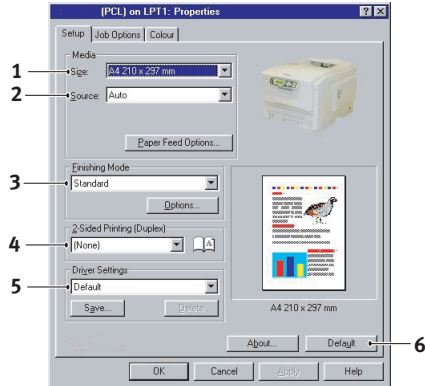 (PCL) on LPT1: Properties
Setup Job Options Colour
Media
1 Size: A4 210 x 297 mm
2 Source: Auto
Paper Feed Options...
Finishing Mode
3 Standard
Options...
2-Sided Printing (Duplex)
4 (None)
Driver Settings
5 Default
Save... Delete
A4 210 x 297 mm
About... Default 6
OK Cancel Apply Help